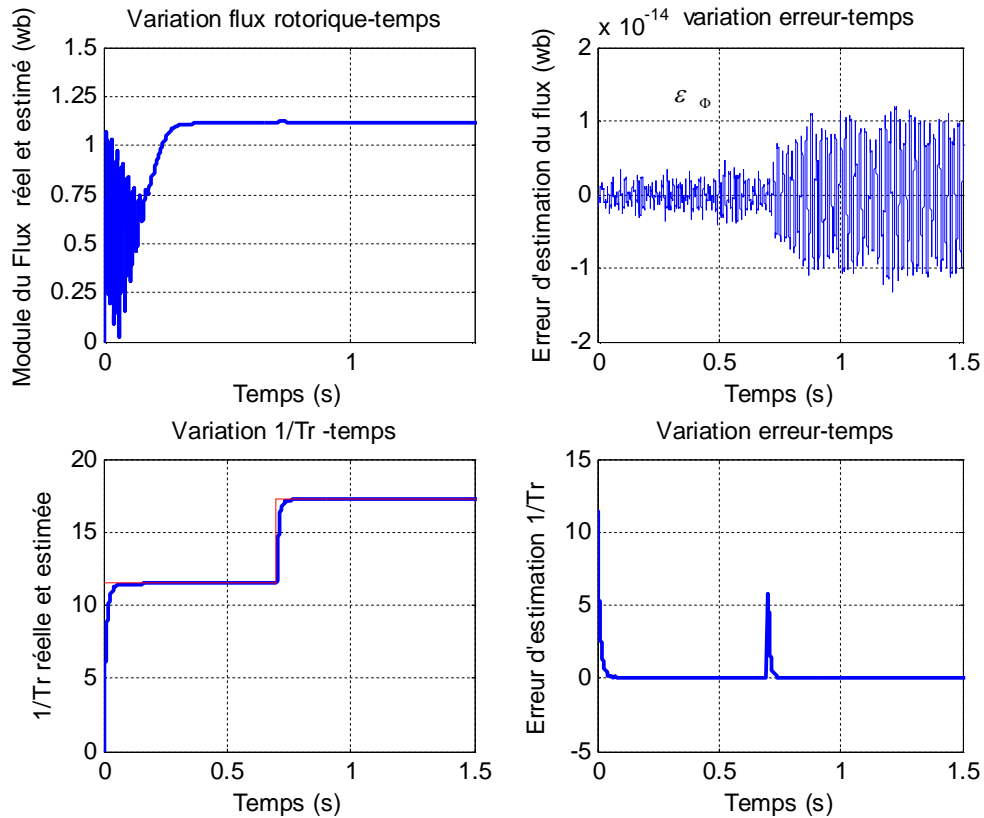 Variation flux rotorique-temps
Module du Flux réel et estimé (wb)
1.5
1.25
1
0.75
0.5
0.25
0
0
1
Temps (s)
x 10-14
variation erreur-temps
Erreur d'estimation du flux (wb)
ε Φ
2
1
0
-1
-2
0
0.5
1
1.5
Temps (s)
Variation 1/Tr -temps
1/Tr réelle et estimée
20
15
10
5
0
0
0.5
1
1.5
Temps (s)
Variation erreur-temps
Erreur d'estimation 1/Tr
15
10
5
0
-5
0
0.5
1
1.5
Temps (s)